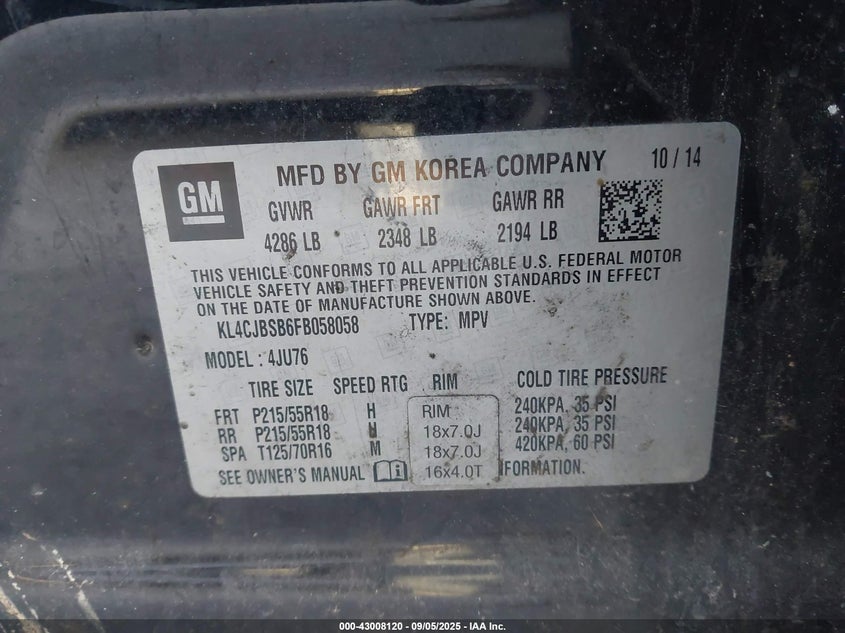 GM
MFD BY GM KOREA COMPANY 10 / 14
GVWR GAWR FRT GAWR RR
4286 LB 2348 LB 2194 LB
THIS VEHICLE CONFORMS TO ALL APPLICABLE U.S. FEDERAL MOTOR
VEHICLE SAFETY AND THEFT PREVENTION STANDARDS IN EFFECT
ON THE DATE OF MANUFACTURE SHOWN ABOVE.
KL4CJBSB6FB058058 TYPE: MPV
MODEL : 4JU76
TIRE SIZE SPEED RTG RIM COLD TIRE PRESSURE
RIM
FRT P215/55R18 H 18x7.0J 240KPA, 35 PSI
RR P215/55R18 H 18x7.0J 240KPA, 35 PSI
SPA T125/70R16 M 16x4.0T 420KPA, 60 PSI
SEE OWNER'S MANUAL FORMATION.
000-43008120 - 09/05/2025 - IAA Inc.